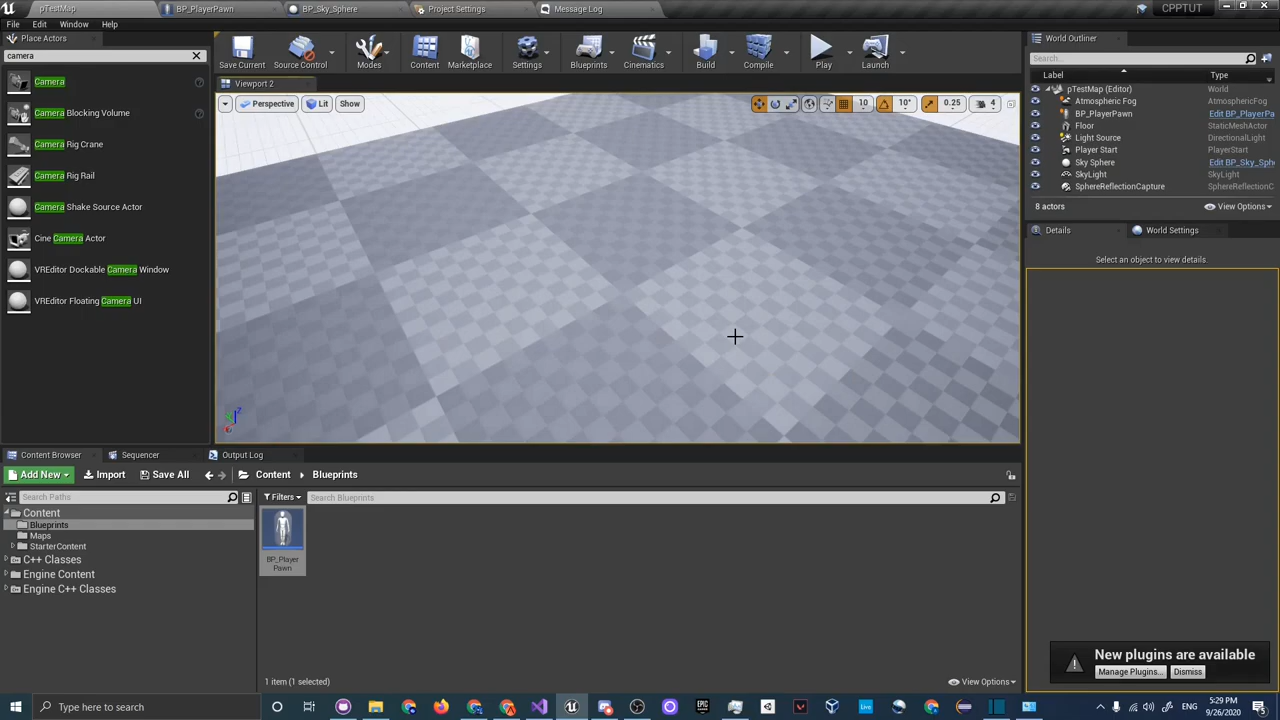 pTestMap
BP_PlayerPawn
BP_Sky_Sphere
Project Settings
Message Log
CPPTUT
File Edit Window Help
Place Actors
camera
Camera
Camera Blocking Volume
Camera Rig Crane
Camera Rig Rail
Camera Shake Source Actor
Cine Camera Actor
VREditor Dockable Camera Window
VREditor Floating Camera UI
Save Current
Source Control
Modes
Content
Marketplace
Settings
Blueprints
Cinematics
Build
Compile
Play
Launch
Viewport 2
Perspective
Lit
Show
10
10°
0.25
4
World Outliner
Search...
Label Type
pTestMap (Editor) World
Atmospheric Fog AtmosphericFog
BP_PlayerPawn Edit BP_PlayerPa
Floor StaticMeshActor
Light Source DirectionalLight
Player Start PlayerStart
Sky Sphere Edit BP_Sky_Sph
SkyLight SkyLight
SphereReflectionCapture SphereReflectionC
8 actors
View Options
Details
World Settings
Select an object to view details.
Content Browser
Sequencer
Output Log
Add New
Import
Save All
Content
Blueprints
Search Paths
Filters
Search Blueprints
Content
Blueprints
Maps
StarterContent
C++ Classes
Engine Content
Engine C++ Classes
BP_Player
Pawn
1 item (1 selected)
View Options
New plugins are available
Manage Plugins...
Dismiss
Type here to search
Live
EPIC
ENG
5:29 PM
9/26/2020